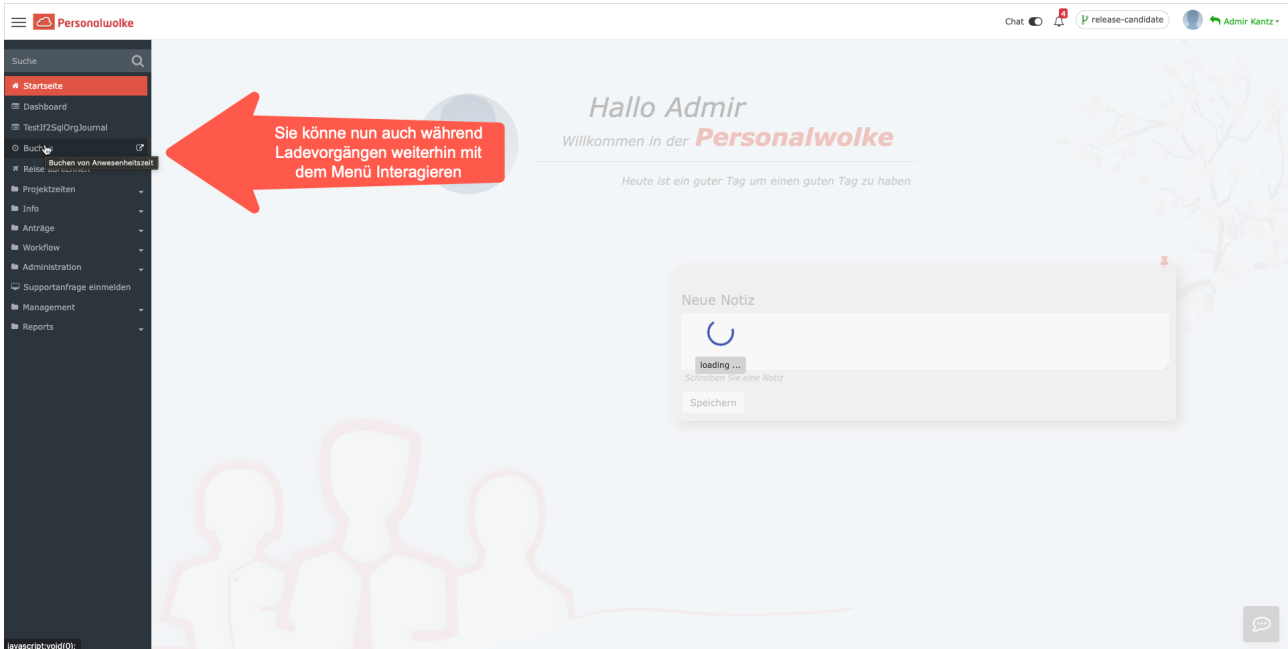 Personalwolke
Chat
4
release-candidate
Admir Kantz
Suche
Startseite
Dashboard
TestIf2SqlOrgJournal
Buchen von Anwesenheitszeit
Projektzeiten
Info
Anträge
Workflow
Administration
Supportanfrage einmelden
Management
Reports
Sie könne nun auch während
Ladevorgängen weiterhin mit
dem Menü Interagieren
Hallo Admir
Willkommen in der Personalwolke
Heute ist ein guter Tag um einen guten Tag zu haben
Neue Notiz
loading ...
Schreiben Sie eine Notiz
Speichern
javascript:void(0);